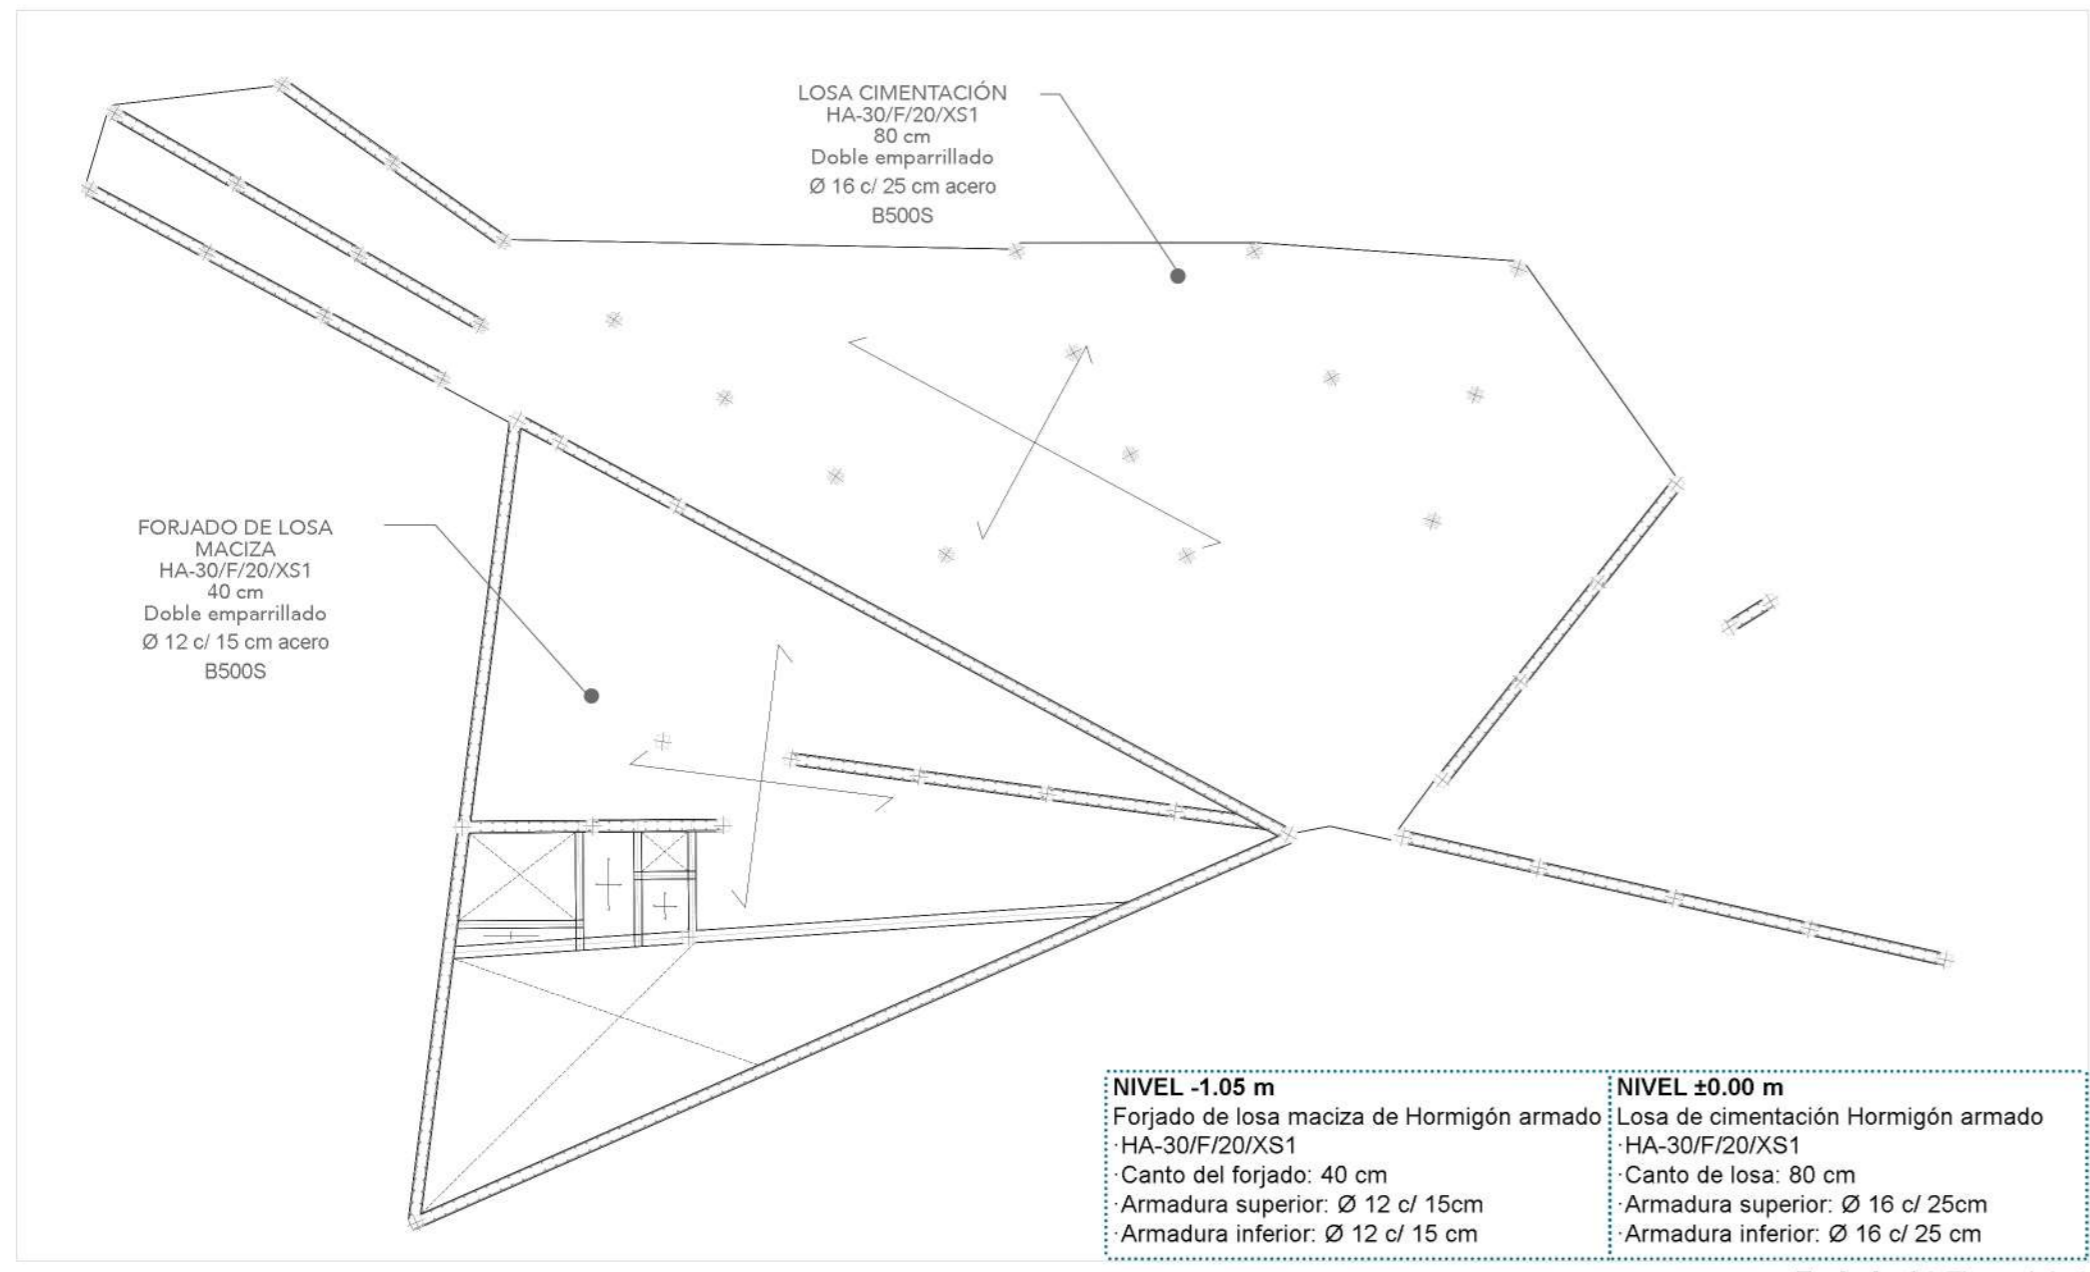 LOSA CIMENTACIÓN
HA-30/F/20/XS1
80 cm
Doble emparrillado
Ø 16 c/ 25 cm acero
B500S
FORJADO DE LOSA
MACIZA
HA-30/F/20/XS1
40 cm
Doble emparrillado
Ø 12 c/ 15 cm acero
B500S
NIVEL -1.05 m
Forjado de losa maciza de Hormigón armado
·HA-30/F/20/XS1
·Canto del forjado: 40 cm
·Armadura superior: Ø 12 c/ 15cm
·Armadura inferior: Ø 12 c/ 15 cm
NIVEL ±0.00 m
Losa de cimentación Hormigón armado
·HA-30/F/20/XS1
·Canto de losa: 80 cm
·Armadura superior: Ø 16 c/ 25cm
·Armadura inferior: Ø 16 c/ 25 cm